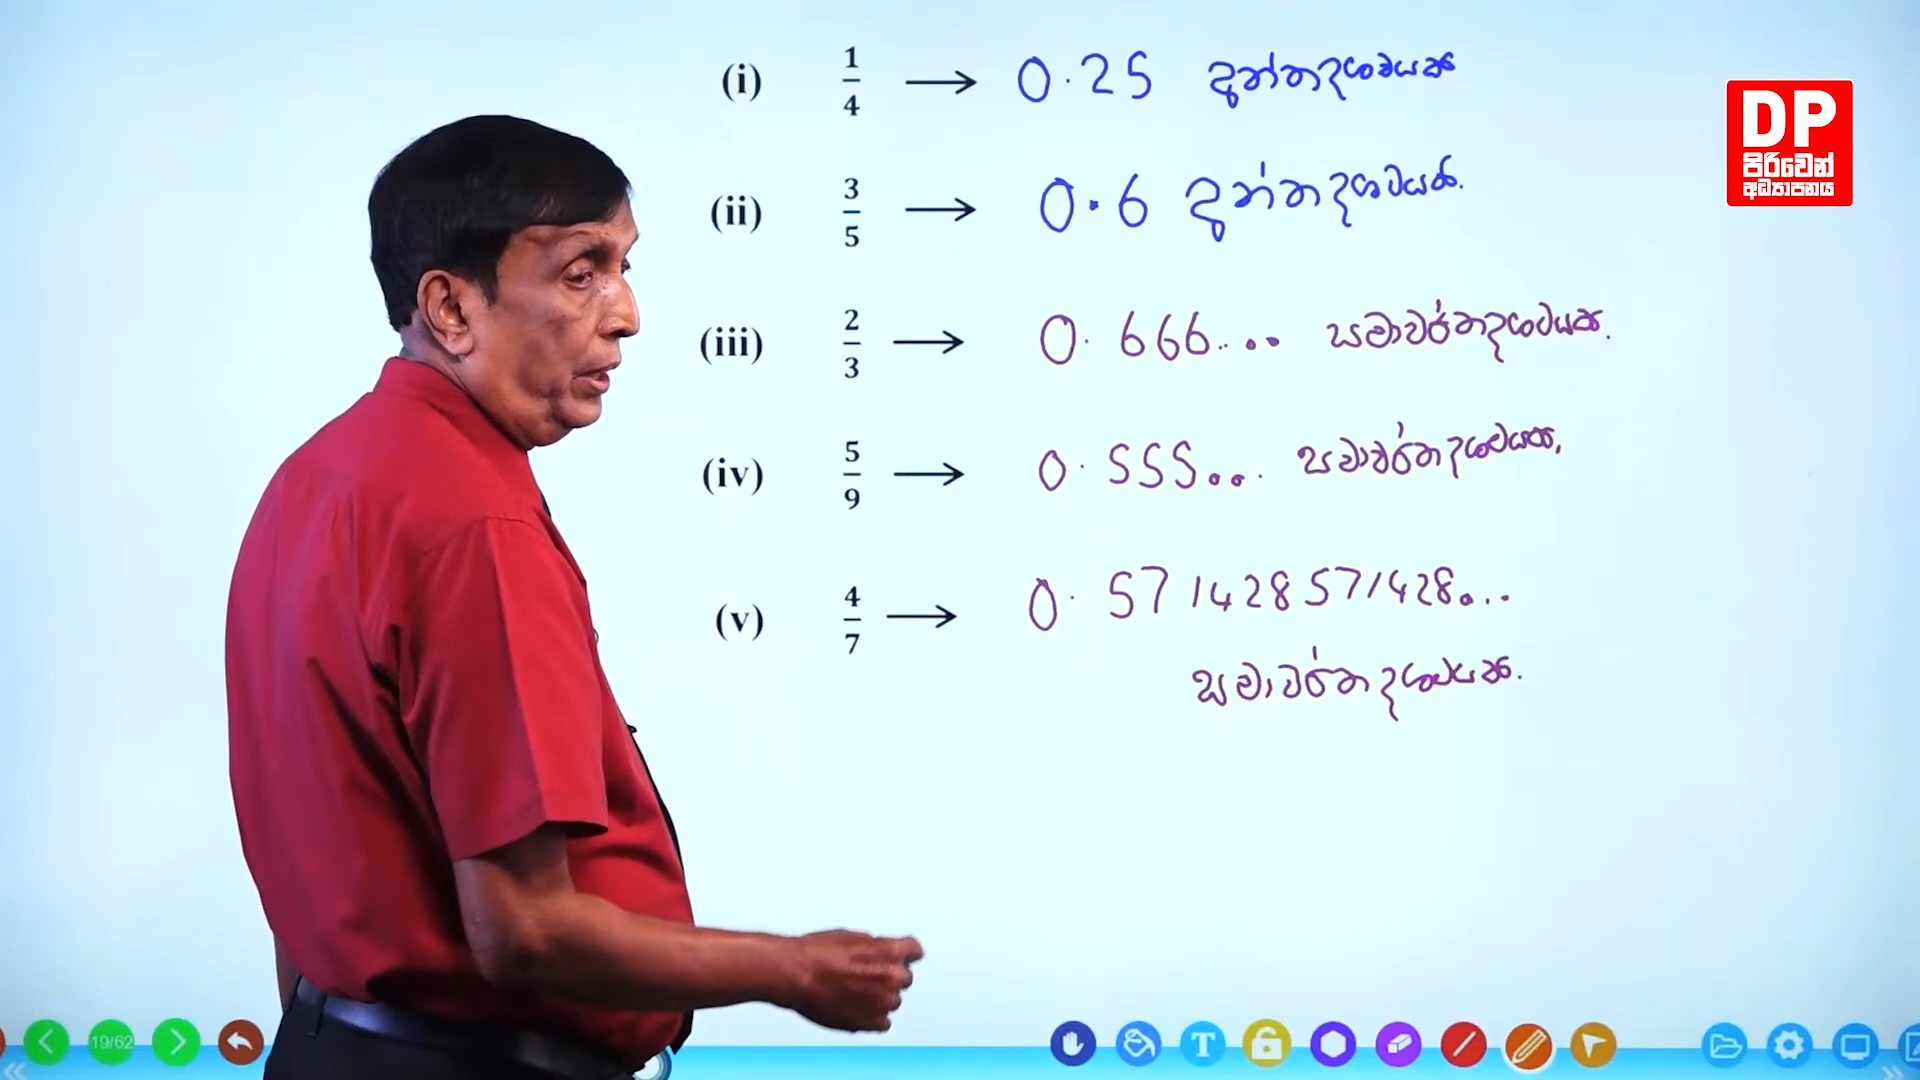 (i) 1/4 → 0.25 අන්තදශමයක්
(ii) 3/5 → 0.6 අන්තදශමයක්.
(iii) 2/3 → 0.666... සමාවර්තදශමයක්.
(iv) 5/9 → 0.555... සමාවර්තදශමයක්.
(v) 4/7 → 0.571428571428...
සමාවර්තදශමයක්.
DP
පිරිවෙන්
අධ්‍යාපනය
19/62
T